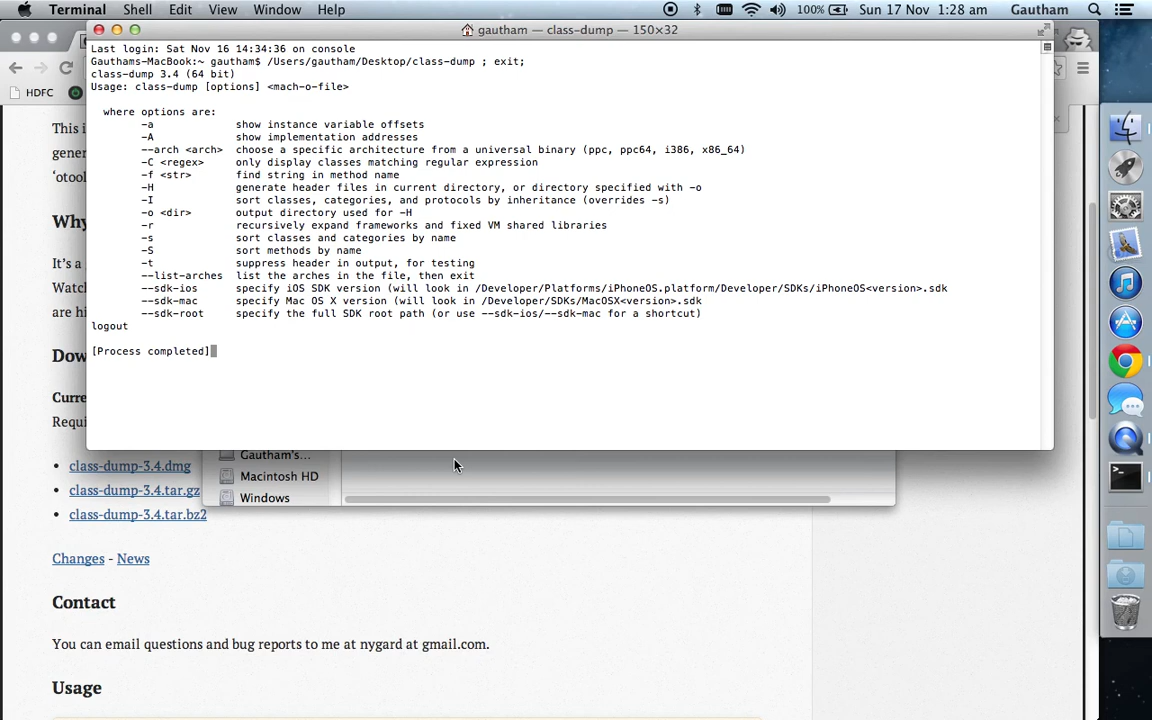 Terminal Shell Edit View Window Help 100% Sun 17 Nov 1:28 am Gautham
gautham — class-dump — 150×32
Last login: Sat Nov 16 14:34:36 on console
Gauthams-MacBook:~ gautham$ /Users/gautham/Desktop/class-dump ; exit;
class-dump 3.4 (64 bit)
Usage: class-dump [options] <mach-o-file>
where options are:
-a show instance variable offsets
-A show implementation addresses
--arch <arch> choose a specific architecture from a universal binary (ppc, ppc64, i386, x86_64)
-C <regex> only display classes matching regular expression
-f <str> find string in method name
-H generate header files in current directory, or directory specified with -o
-I sort classes, categories, and protocols by inheritance (overrides -s)
-o <dir> output directory used for -H
-r recursively expand frameworks and fixed VM shared libraries
-s sort classes and categories by name
-S sort methods by name
-t suppress header in output, for testing
--list-arches list the arches in the file, then exit
--sdk-ios specify iOS SDK version (will look in /Developer/Platforms/iPhoneOS.platform/Developer/SDKs/iPhoneOS<version>.sdk
--sdk-mac specify Mac OS X version (will look in /Developer/SDKs/MacOSX<version>.sdk
--sdk-root specify the full SDK root path (or use --sdk-ios/--sdk-mac for a shortcut)
logout
[Process completed]
HDFC
This i
gener
'otool
Why
It's a
Watch
are hi
Dow
Curre
Requi
Gautham's...
Macintosh HD
Windows
class-dump-3.4.dmg
class-dump-3.4.tar.gz
class-dump-3.4.tar.bz2
Changes - News
Contact
You can email questions and bug reports to me at nygard at gmail.com.
Usage